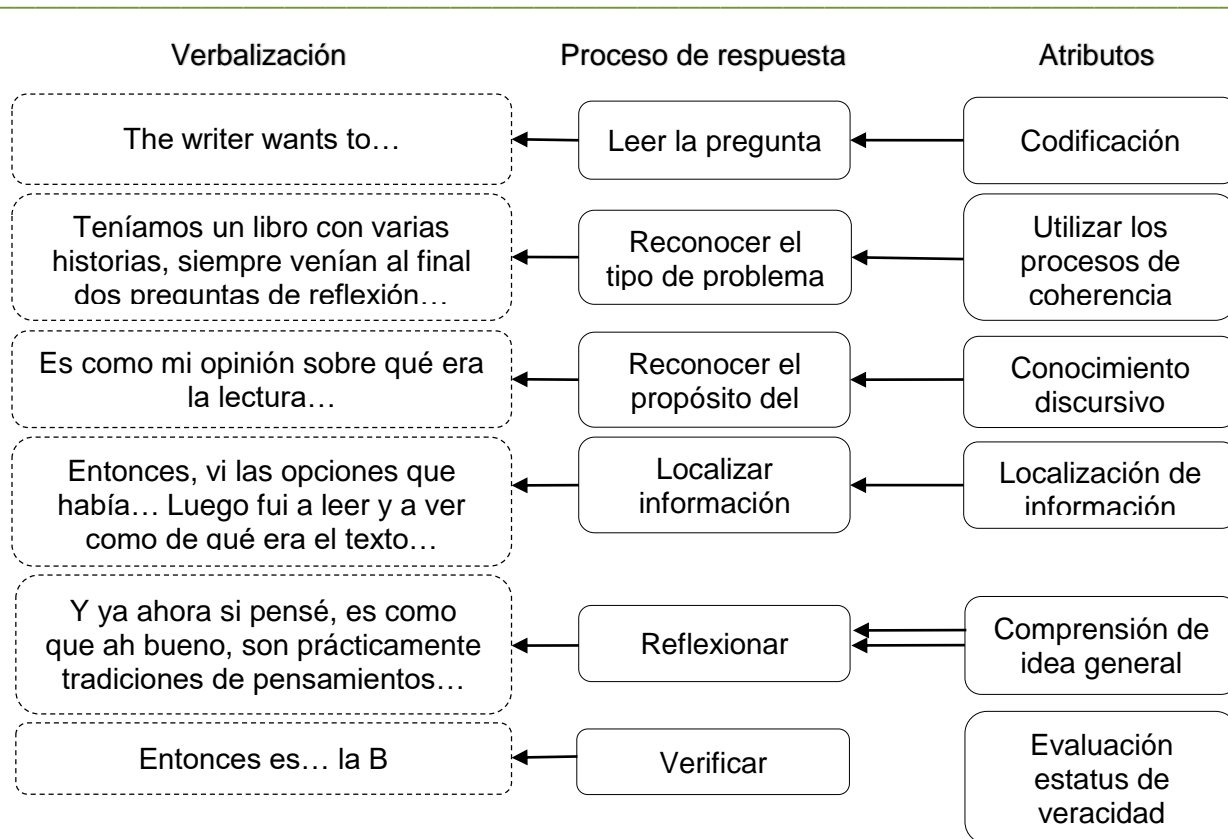 Verbalización
Proceso de respuesta
Atributos
The writer wants to…
Leer la pregunta
Codificación
Teníamos un libro con varias
historias, siempre venían al final
dos preguntas de reflexión…
Reconocer el
tipo de problema
Utilizar los
procesos de
coherencia
Es como mi opinión sobre qué era
la lectura…
Reconocer el
propósito del
Conocimiento
discursivo
Entonces, vi las opciones que
había… Luego fui a leer y a ver
como de qué era el texto…
Localizar
información
Localización de
información
Y ya ahora si pensé, es como
que ah bueno, son prácticamente
tradiciones de pensamientos…
Reflexionar
Comprensión de
idea general
Entonces es… la B
Verificar
Evaluación
estatus de
veracidad